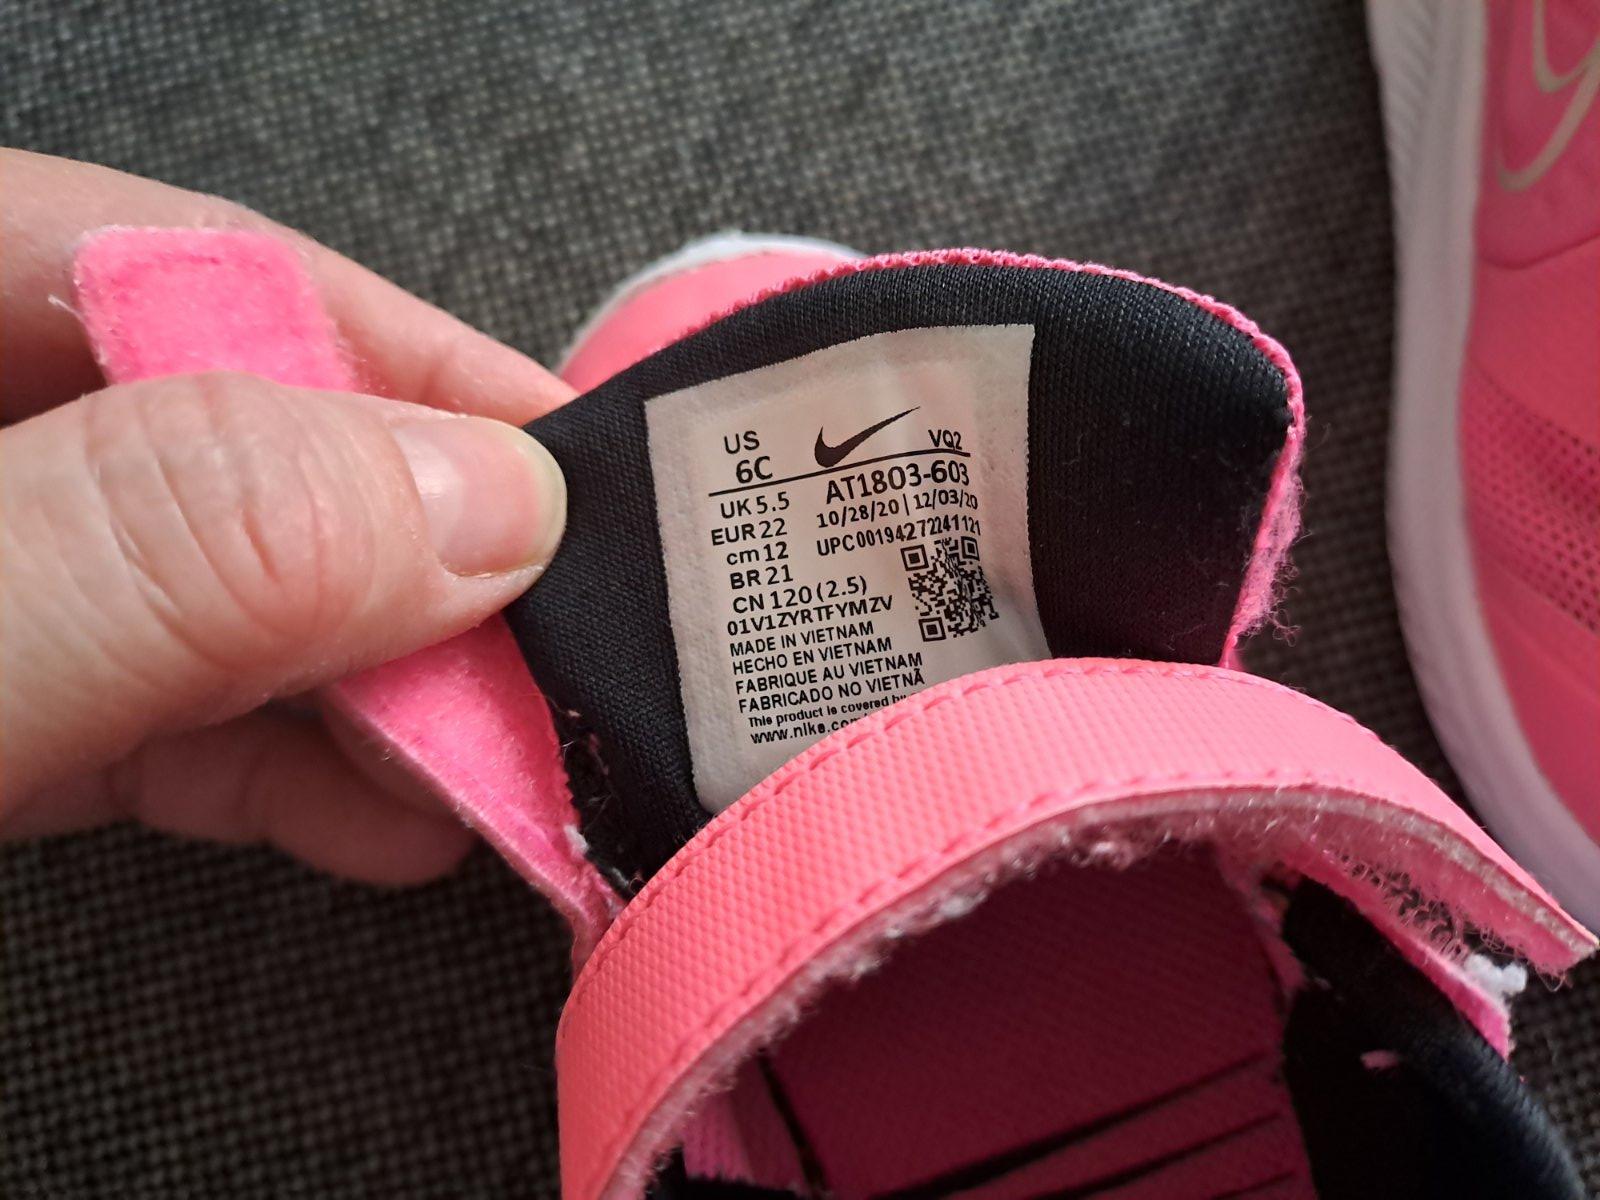 US
6C
VQ2
UK 5.5
AT1803-603
EUR 22
10/28/20 | 12/03/20
cm 12
UPC 00194272241121
BR 21
CN 120 (2.5)
01V1ZYRTFYMZV
MADE IN VIETNAM
HECHO EN VIETNAM
FABRIQUE AU VIETNAM
FABRICADO NO VIETNÃ
This product is covered
www.nike.